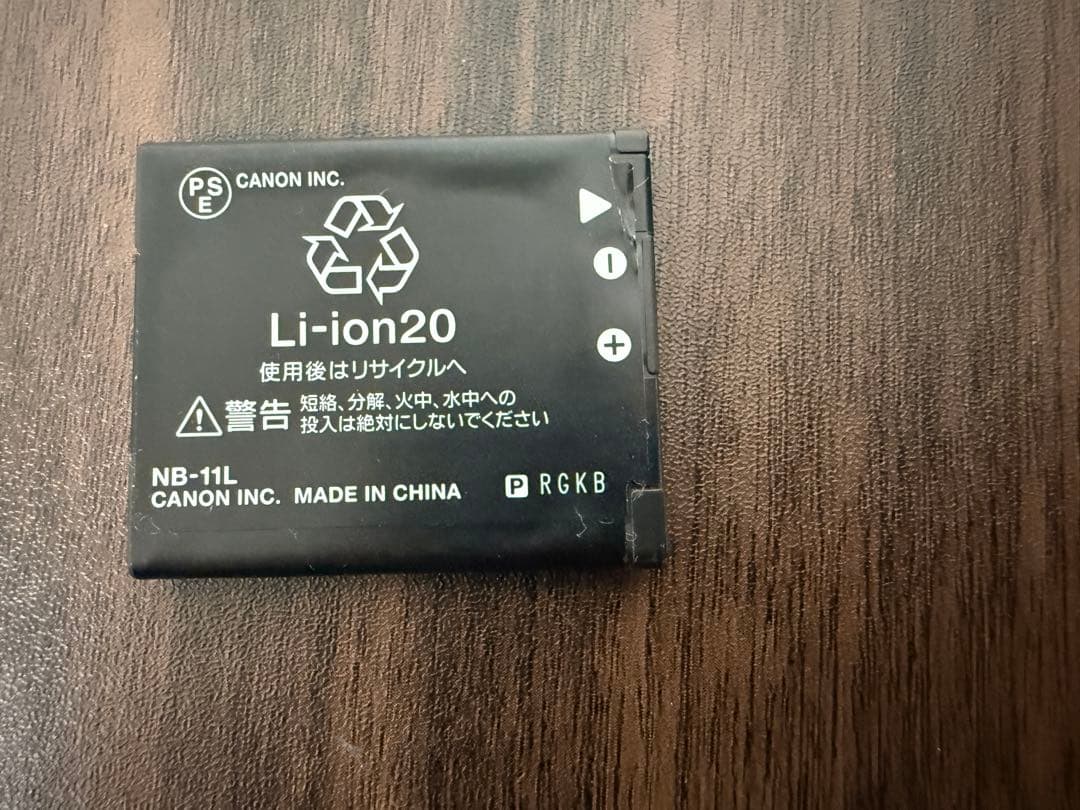 PSE CANON INC.
Li-ion20
使用後はリサイクルへ
警告 短絡、分解、火中、水中への
投入は絶対にしないでください
NB-11L
CANON INC. MADE IN CHINA
P RGKB